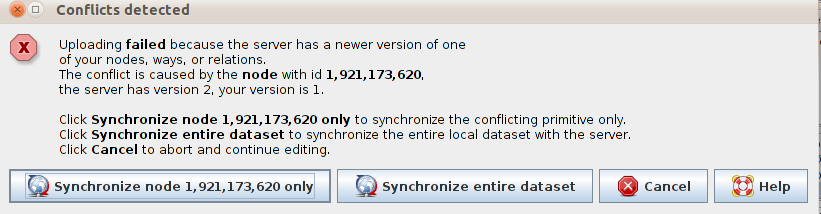 Conflicts detected
Uploading failed because the server has a newer version of one
of your nodes, ways, or relations.
The conflict is caused by the node with id 1,921,173,620,
the server has version 2, your version is 1.
Click Synchronize node 1,921,173,620 only to synchronize the conflicting primitive only.
Click Synchronize entire dataset to synchronize the entire local dataset with the server.
Click Cancel to abort and continue editing.
Synchronize node 1,921,173,620 only
Synchronize entire dataset
Cancel
Help